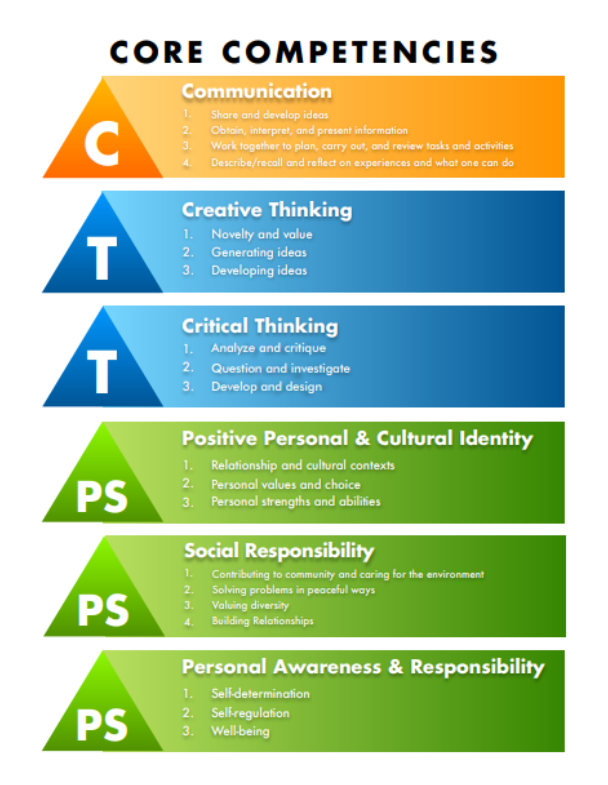 CORE COMPETENCIES
Communication
C
1. Share and develop ideas
2. Obtain, interpret, and present information
3. Work together to plan, carry out, and review tasks and activities
4. Describe/recall and reflect on experiences and what one can do
Creative Thinking
T
1. Novelty and value
2. Generating ideas
3. Developing ideas
Critical Thinking
T
1. Analyze and critique
2. Question and investigate
3. Develop and design
Positive Personal & Cultural Identity
PS
1. Relationship and cultural contexts
2. Personal values and choice
3. Personal strengths and abilities
Social Responsibility
PS
1. Contributing to community and caring for the environment
2. Solving problems in peaceful ways
3. Valuing diversity
4. Building Relationships
Personal Awareness & Responsibility
PS
1. Self-determination
2. Self-regulation
3. Well-being